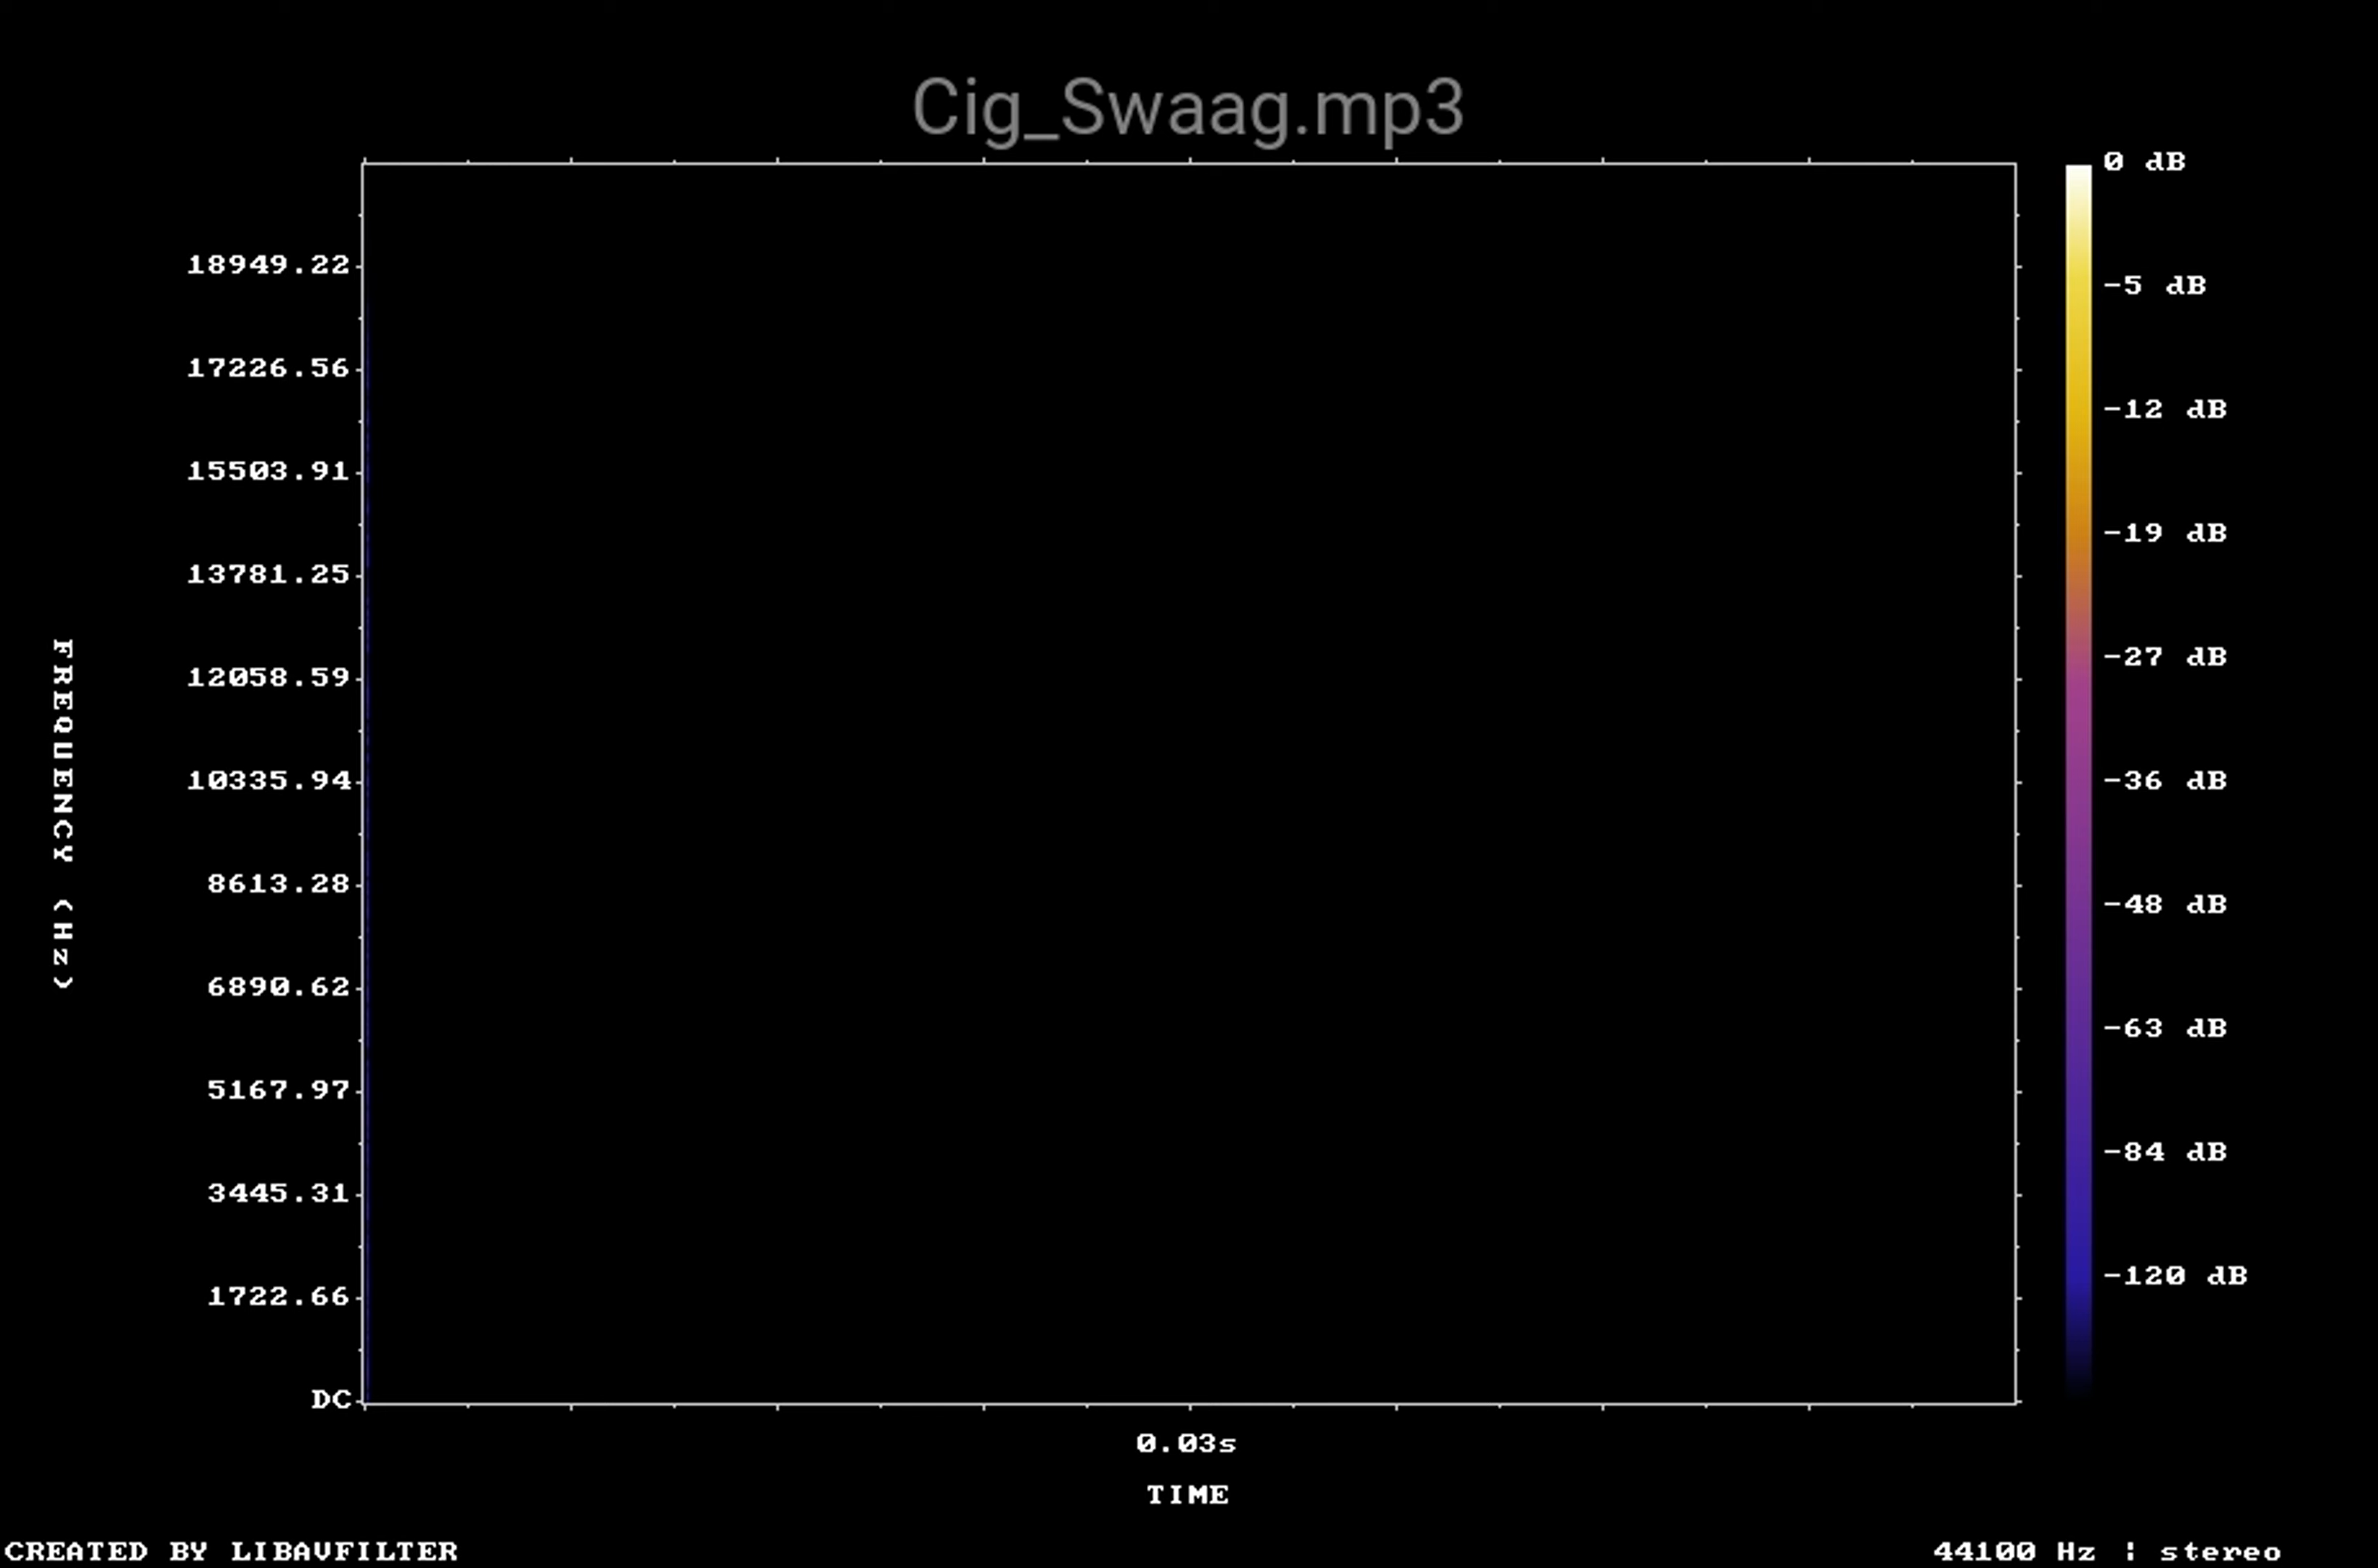 Cig_Swaag.mp3
0 dB
-5 dB
-12 dB
-19 dB
-27 dB
-36 dB
-48 dB
-63 dB
-84 dB
-120 dB
18949.22
17226.56
15503.91
13781.25
12058.59
10335.94
8613.28
6890.62
5167.97
3445.31
1722.66
DC
FREQUENCY (Hz)
0.03s
TIME
CREATED BY LIBAVFILTER
44100 Hz | stereo